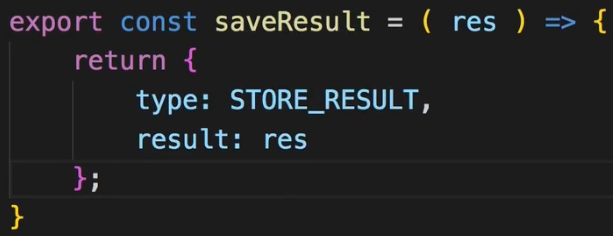 export const saveResult = ( res ) => {
    return {
        type: STORE_RESULT,
        result: res
    };
}